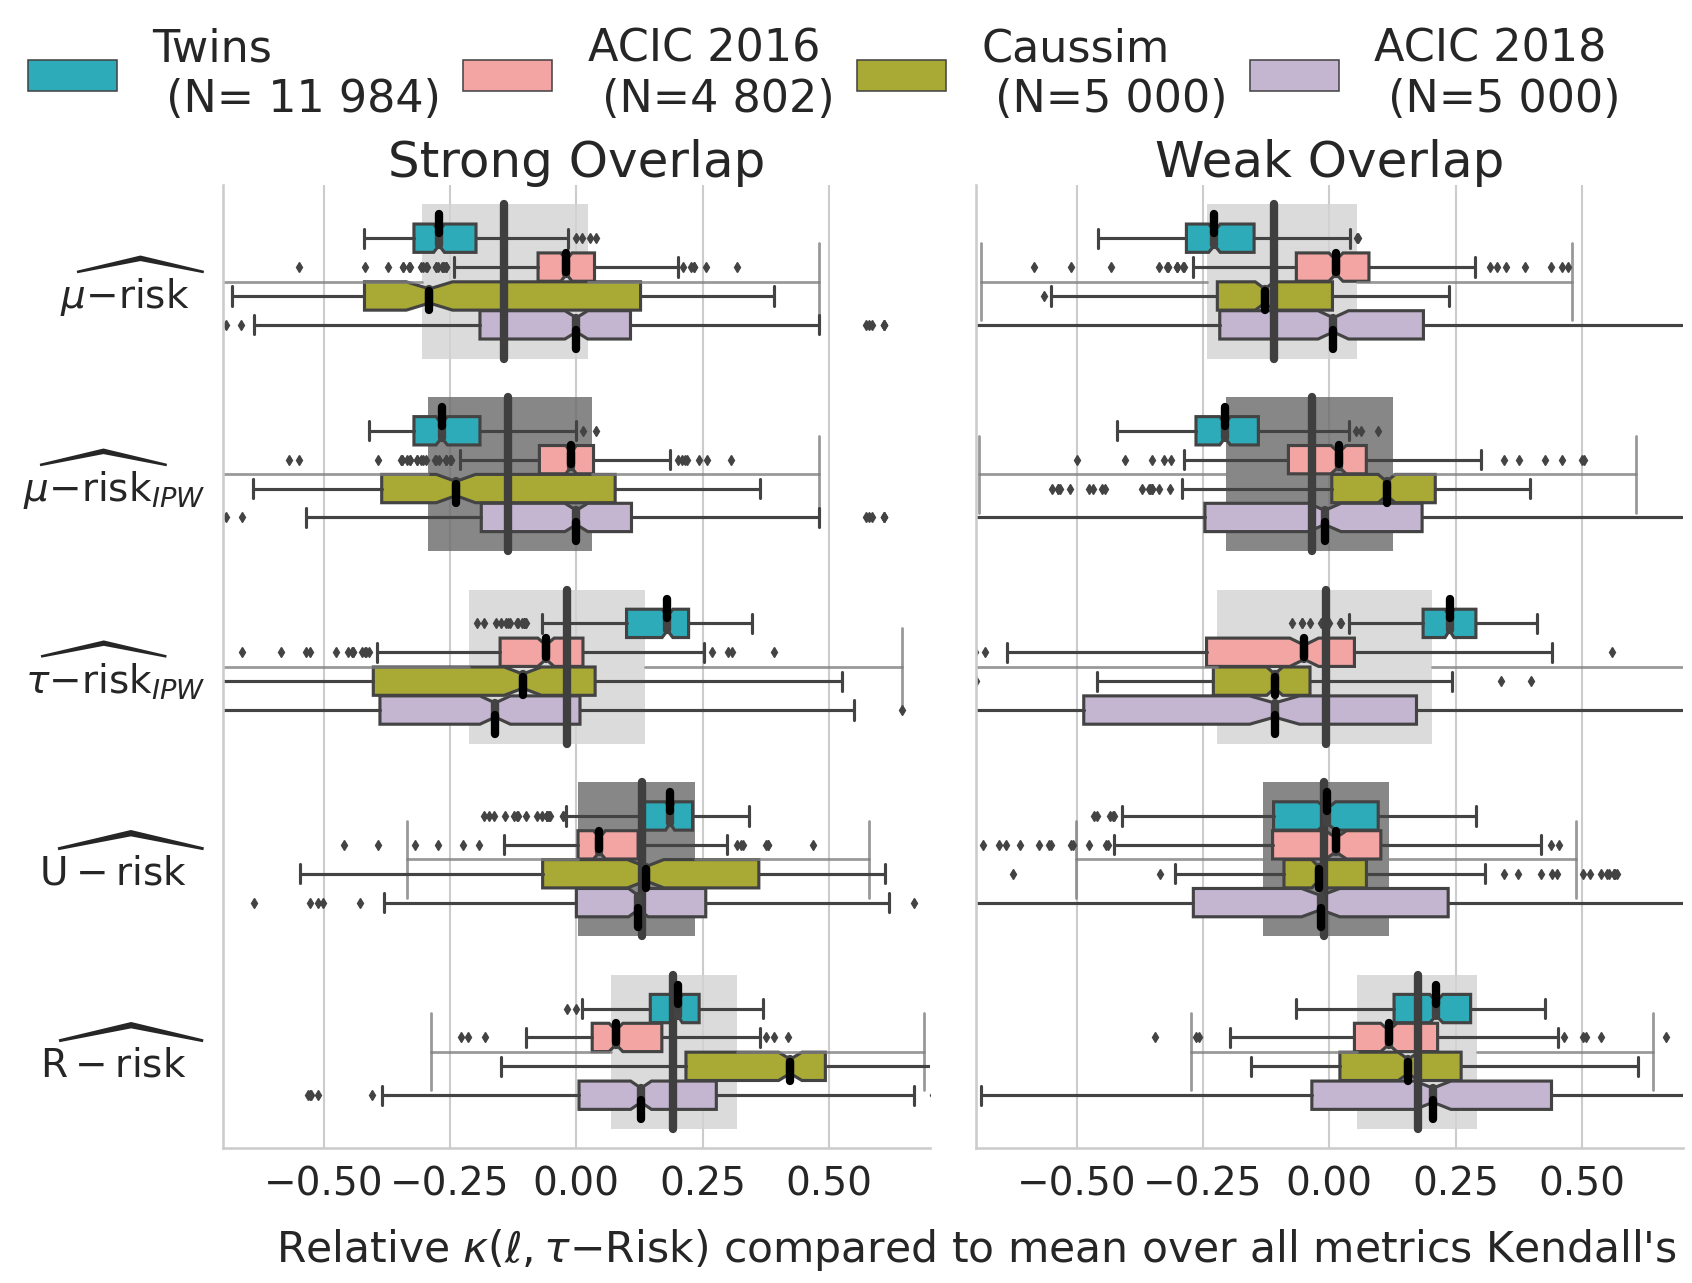 Twins ACIC 2016 Caussim ACIC 2018
(N= 11 984) (N=4 802) (N=5 000) (N=5 000)
Strong Overlap Weak Overlap
μ−risk
μ−risk_IPW
τ−risk_IPW
U − risk
R − risk
−0.50 −0.25 0.00 0.25 0.50 −0.50 −0.25 0.00 0.25 0.50
Relative κ(ℓ, τ−Risk) compared to mean over all metrics Kendall's